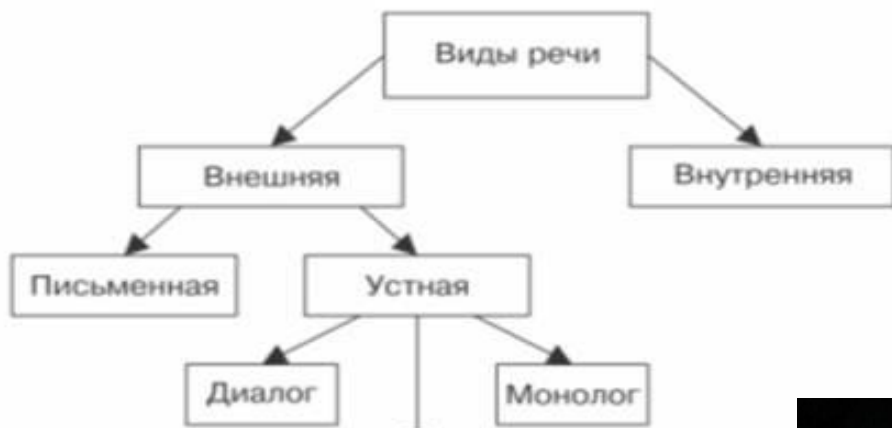 Виды речи
Внешняя
Внутренняя
Письменная
Устная
Диалог
Монолог